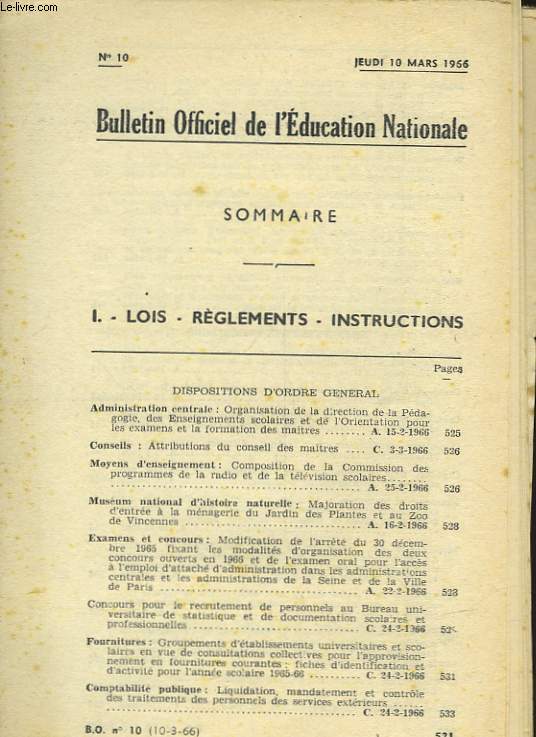 Le-livre.com
N° 10 JEUDI 10 MARS 1966
Bulletin Officiel de l'Éducation Nationale
SOMMAIRE
I. - LOIS - RÈGLEMENTS - INSTRUCTIONS
Pages
DISPOSITIONS D'ORDRE GENERAL
Administration centrale : Organisation de la direction de la Péda-
gogie, des Enseignements scolaires et de l'Orientation pour
les examens et la formation des maîtres ........ A. 15-2-1966 525
Conseils : Attributions du conseil des maîtres .... C. 3-3-1966 526
Moyens d'enseignement : Composition de la Commission des
programmes de la radio et de la télévision scolaires........
........ A. 25-2-1966 526
Muséum national d'histoire naturelle : Majoration des droits
d'entrée à la ménagerie du Jardin des Plantes et au Zoo
de Vincennes ........ A. 16-2-1966 528
Examens et concours : Modification de l'arrêté du 30 décem-
bre 1965 fixant les modalités d'organisation des deux
concours ouverts en 1966 et de l'examen oral pour l'accès
à l'emploi d'attaché d'administration dans les administrations
centrales et les administrations de la Seine et de la Ville
de Paris ........ A. 22-2-1966 528
Concours pour le recrutement de personnels au Bureau uni-
versitaire de statistique et de documentation scolaires et
professionnelles ........ C. 24-2-1966
Fournitures : Groupements d'établissements universitaires et sco-
laires en vue de consultations collectives pour l'approvision-
nement en fournitures courantes : fiches d'identification et
d'activité pour l'année scolaire 1965-66 ........ C. 24-2-1966 531
Comptabilité publique : Liquidation, mandatement et contrôle
des traitements des personnels des services extérieurs ......
........ C. 24-2-1966 533
B.O. n° 10 (10-3-66) 521